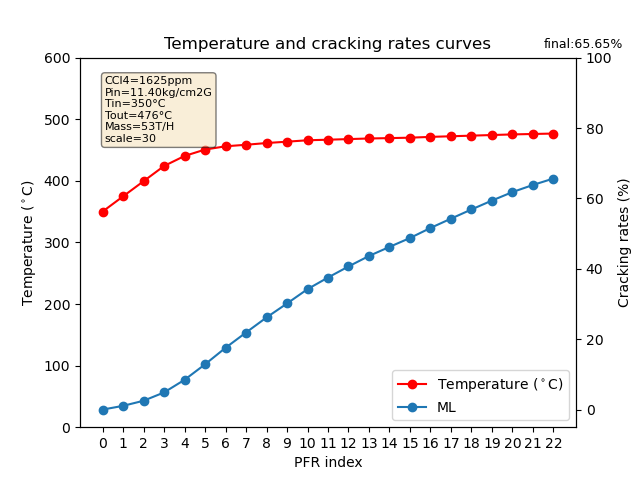 Temperature and cracking rates curves
final:65.65%
CCl4=1625ppm
Pin=11.40kg/cm2G
Tin=350°C
Tout=476°C
Mass=53T/H
scale=30
Temperature (°C)
600
500
400
300
200
100
0
Cracking rates (%)
100
80
60
40
20
0
Temperature (°C)
ML
0 1 2 3 4 5 6 7 8 9 10 11 12 13 14 15 16 17 18 19 20 21 22
PFR index